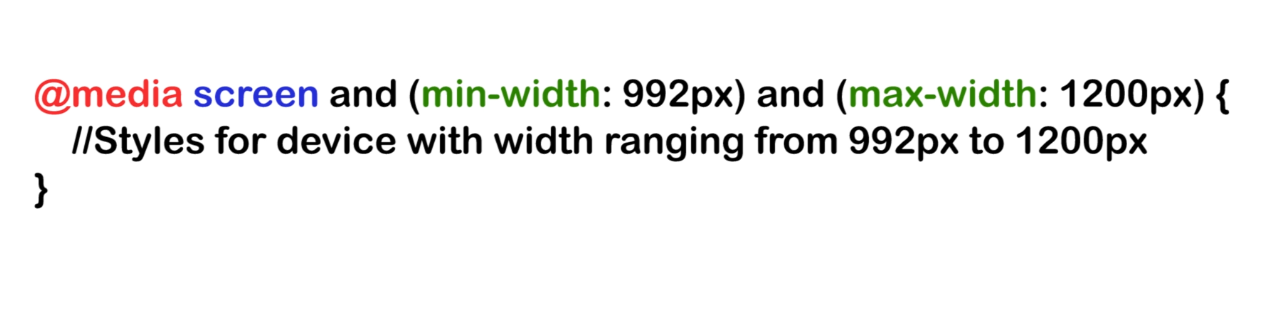 @media screen and (min-width: 992px) and (max-width: 1200px) {
//Styles for device with width ranging from 992px to 1200px
}